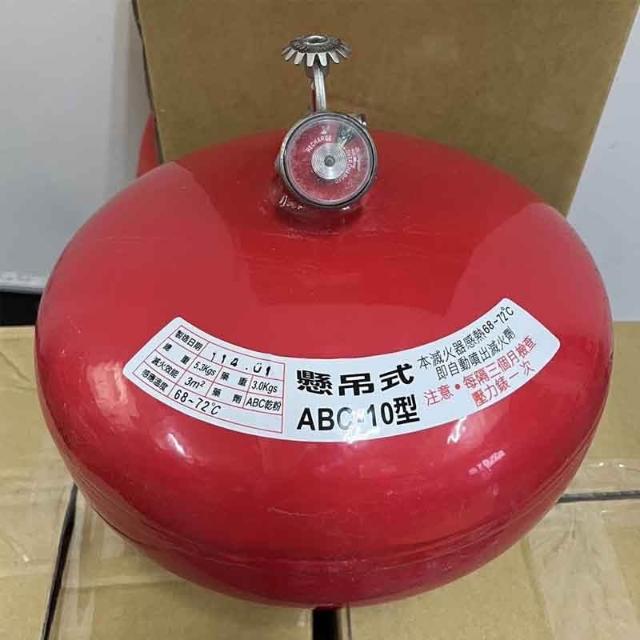 RECHARGE
製造日期 114.01
總重 5.3Kgs 藥重 3.0Kgs
滅火效能 3m² 藥劑 ABC乾粉
感應溫度 68-72℃
懸吊式
ABC-10型
本滅火器感熱68-72℃
即自動噴出滅火劑
注意·每隔三個月檢查
壓力錶一次